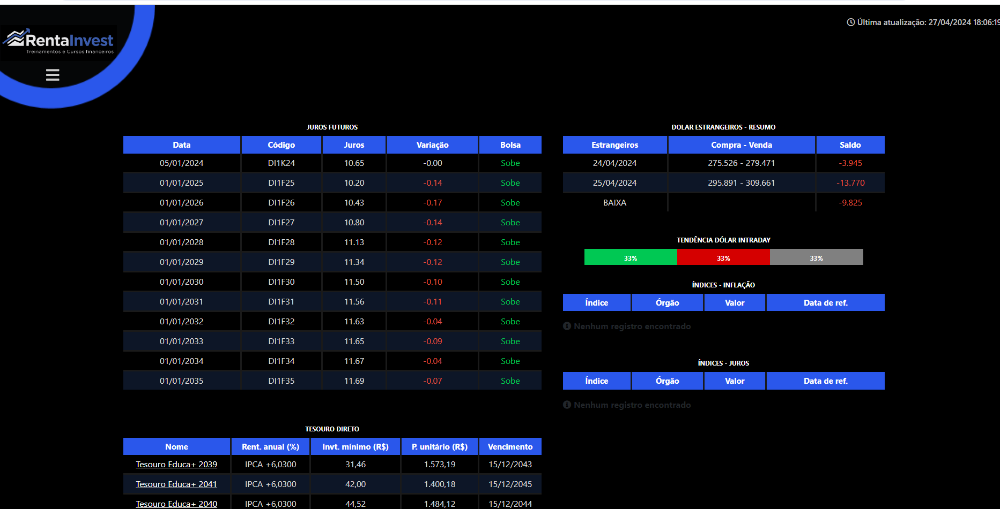 RentaInvest
Treinamentos e Cursos financeiros
Última atualização: 27/04/2024 18:06:19
JUROS FUTUROS
Data Código Juros Variação Bolsa
05/01/2024 DI1K24 10.65 -0.00 Sobe
01/01/2025 DI1F25 10.20 -0.14 Sobe
01/01/2026 DI1F26 10.43 -0.17 Sobe
01/01/2027 DI1F27 10.80 -0.14 Sobe
01/01/2028 DI1F28 11.13 -0.12 Sobe
01/01/2029 DI1F29 11.34 -0.12 Sobe
01/01/2030 DI1F30 11.50 -0.10 Sobe
01/01/2031 DI1F31 11.56 -0.11 Sobe
01/01/2032 DI1F32 11.63 -0.04 Sobe
01/01/2033 DI1F33 11.65 -0.09 Sobe
01/01/2034 DI1F34 11.67 -0.04 Sobe
01/01/2035 DI1F35 11.69 -0.07 Sobe
TESOURO DIRETO
Nome Rent. anual (%) Invt. mínimo (R$) P. unitário (R$) Vencimento
Tesouro Educa+ 2039 IPCA +6,0300 31,46 1.573,19 15/12/2043
Tesouro Educa+ 2041 IPCA +6,0300 42,00 1.400,18 15/12/2045
Tesouro Educa+ 2040 IPCA +6,0300 44,52 1.484,12 15/12/2044
DOLAR ESTRANGEIROS - RESUMO
Estrangeiros Compra - Venda Saldo
24/04/2024 275.526 - 279.471 -3.945
25/04/2024 295.891 - 309.661 -13.770
BAIXA -9.825
TENDÊNCIA DÓLAR INTRADAY
33% 33% 33%
ÍNDICES - INFLAÇÃO
Índice Órgão Valor Data de ref.
Nenhum registro encontrado
ÍNDICES - JUROS
Índice Órgão Valor Data de ref.
Nenhum registro encontrado